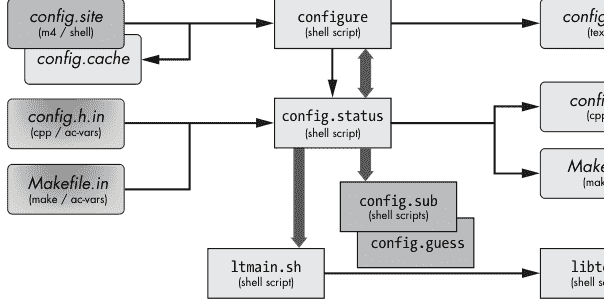 config.site
(m4 / shell)
config.cache
configure
(shell script)
config.h.in
(cpp / ac-vars)
config.status
(shell script)
Makefile.in
(make / ac-vars)
config.sub
(shell scripts)
config.guess
ltmain.sh
(shell script)